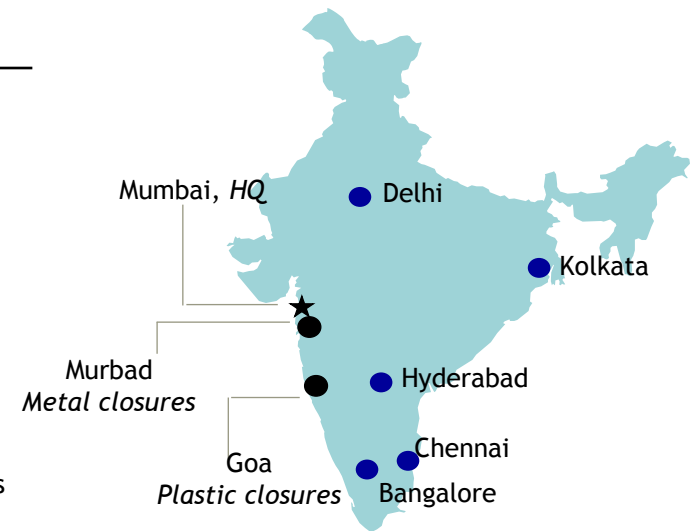 Mumbai, HQ
Delhi
Kolkata
Murbad
Metal closures
Hyderabad
Goa
Plastic closures
Chennai
Bangalore
s